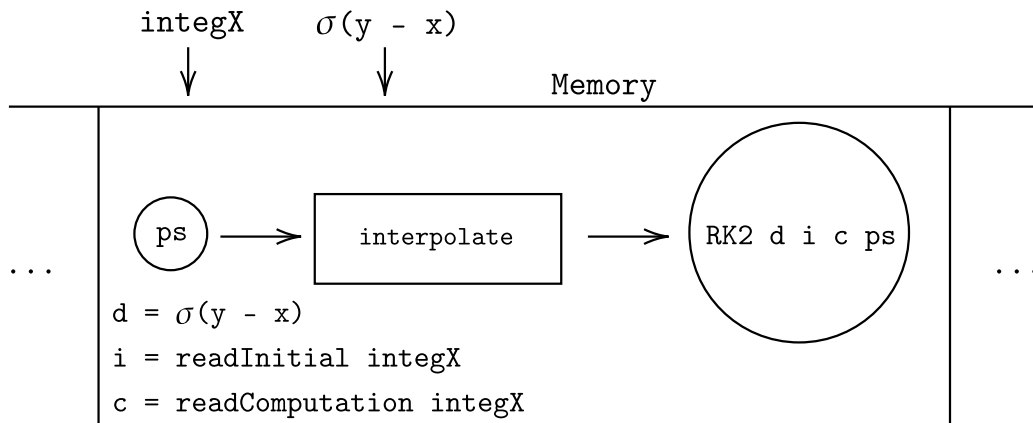 integX σ(y - x)
Memory
ps interpolate RK2 d i c ps
... ...
d = σ(y - x)
i = readInitial integX
c = readComputation integX